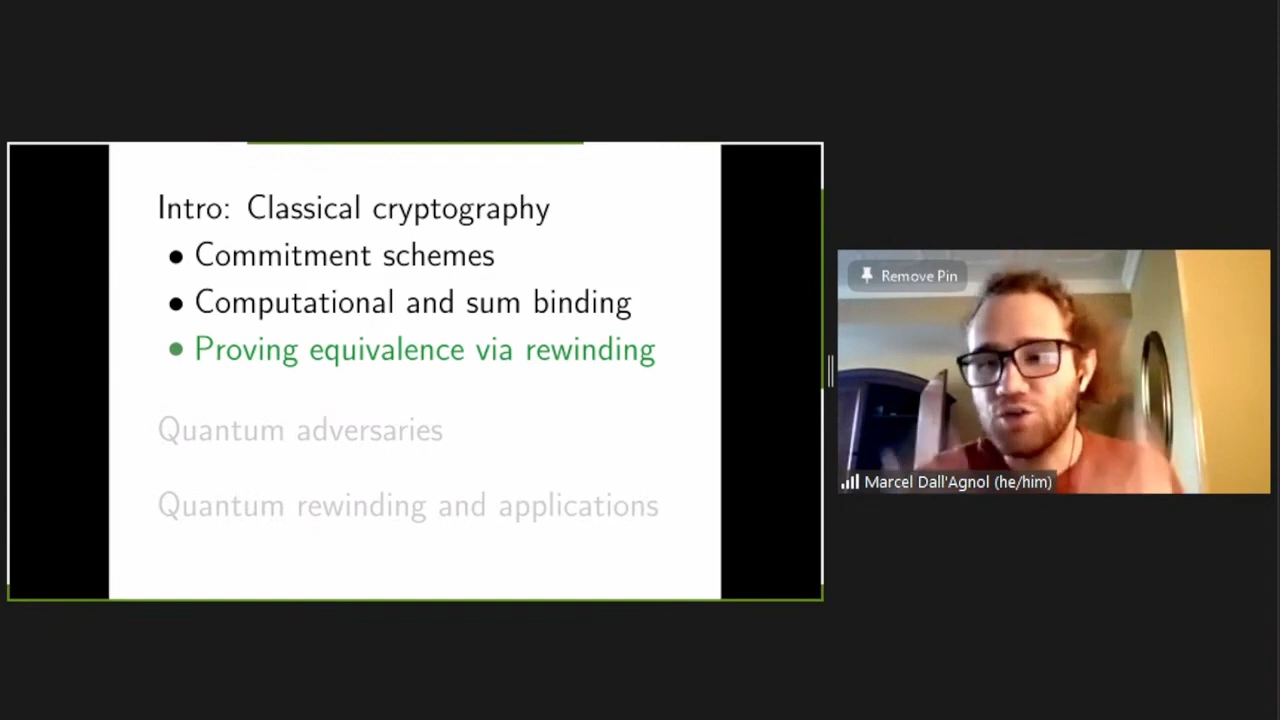 Intro: Classical cryptography
• Commitment schemes
• Computational and sum binding
• Proving equivalence via rewinding
Quantum adversaries
Quantum rewinding and applications
Remove Pin
Marcel Dall'Agnol (he/him)